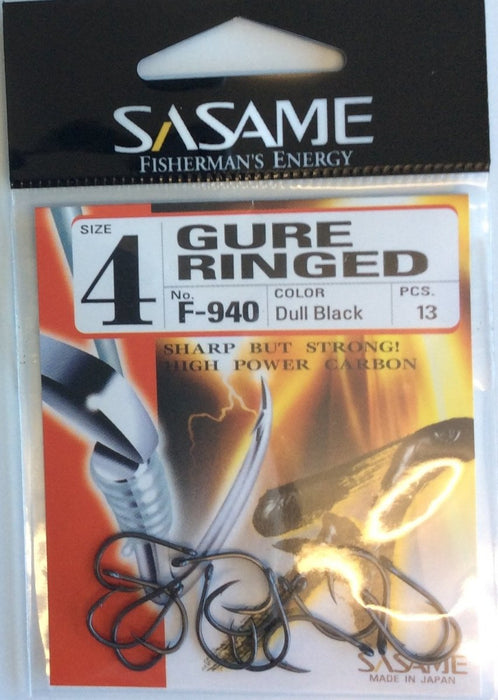 SASAME
FISHERMAN'S ENERGY
SIZE
4
GURE
RINGED
No.
F-940
COLOR
Dull Black
PCS.
13
SHARP BUT STRONG!
HIGH POWER CARBON
SASAME
MADE IN JAPAN